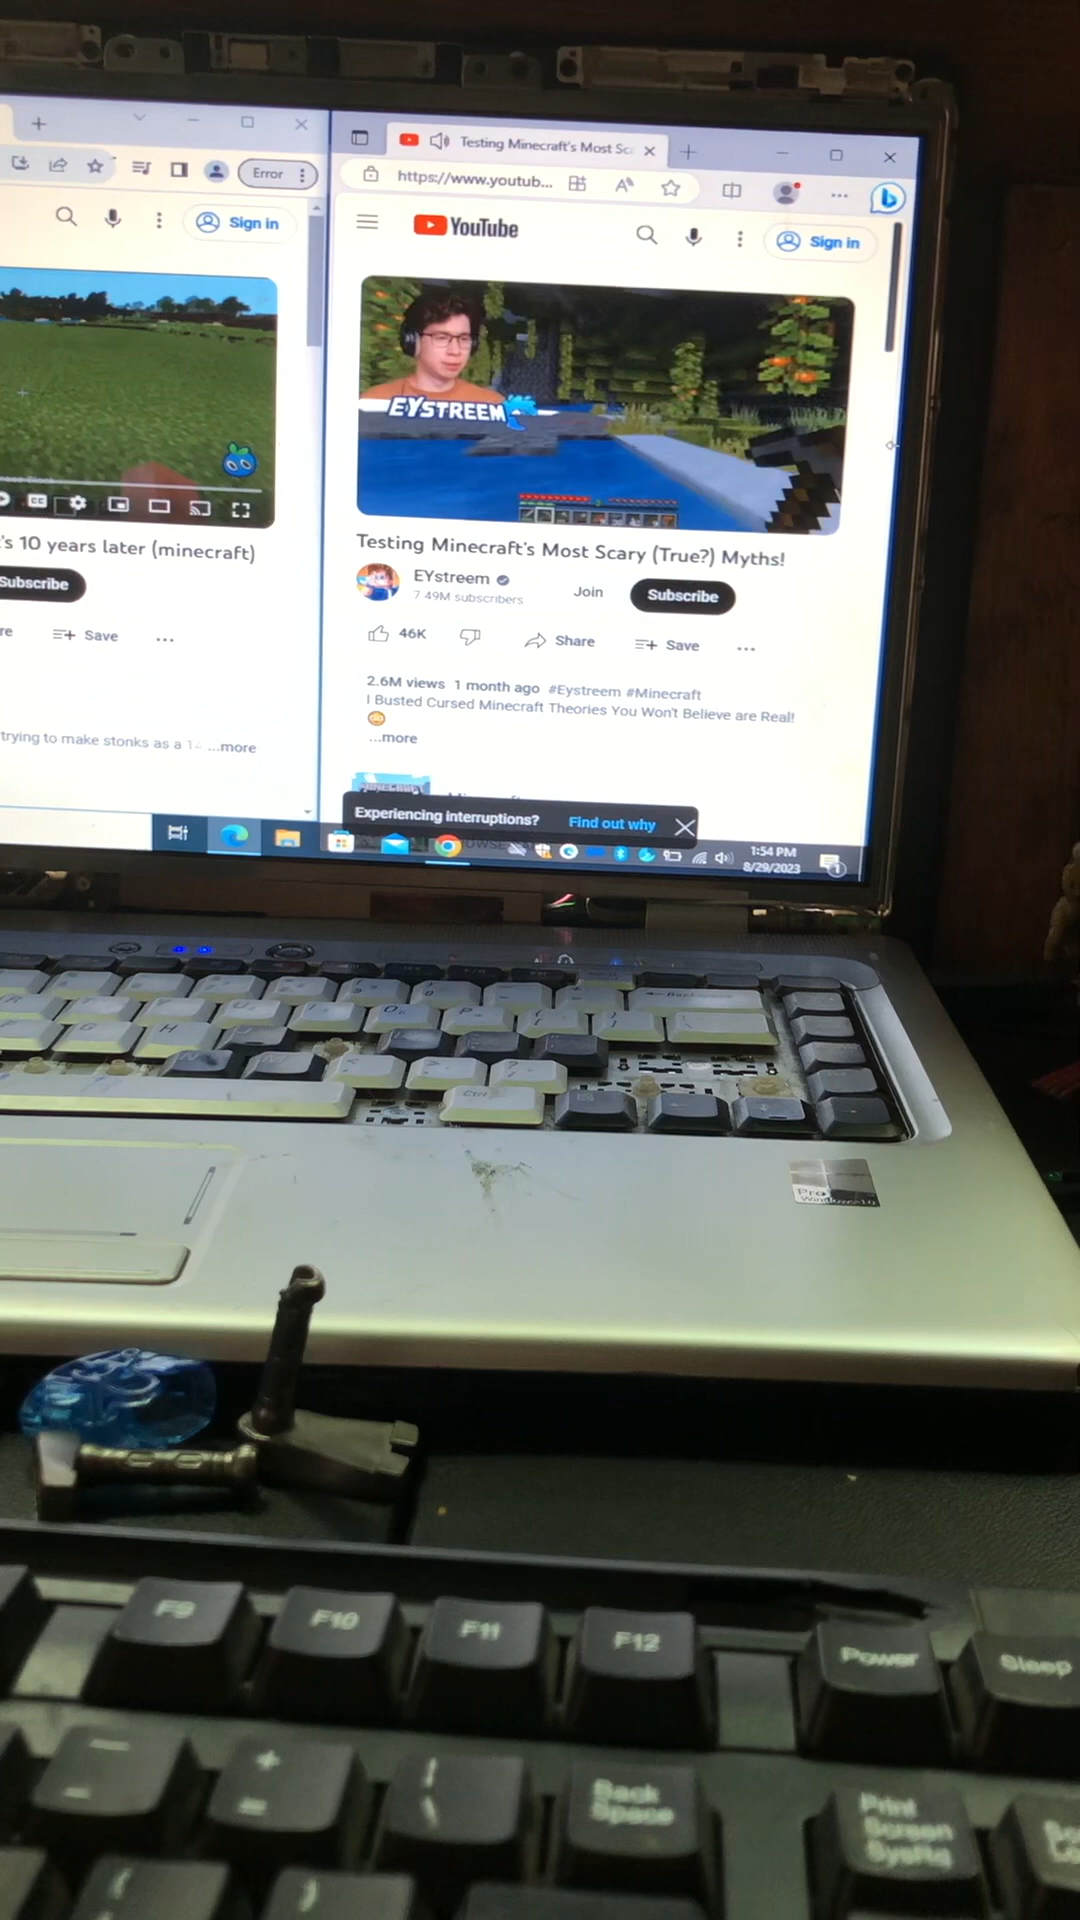 Testing Minecraft's Most Sc
Error
https://www.youtub...
Sign in
YouTube
Sign in
EYSTREEM
's 10 years later (minecraft)
Subscribe
Save
...
trying to make stonks as a 1
...more
Testing Minecraft's Most Scary (True?) Myths!
EYstreem
7.49M subscribers
Join
Subscribe
46K
Share
Save
...
2.6M views 1 month ago #Eystreem #Minecraft
I Busted Cursed Minecraft Theories You Won't Believe are Real!
...more
Experiencing interruptions?
Find out why
1:54 PM
8/29/2023
Backspace
H
Ctrl
Pro
Windows 10
F9
F10
F11
F12
Power
Sleep
Back
Space
Print
Screen
SysRq